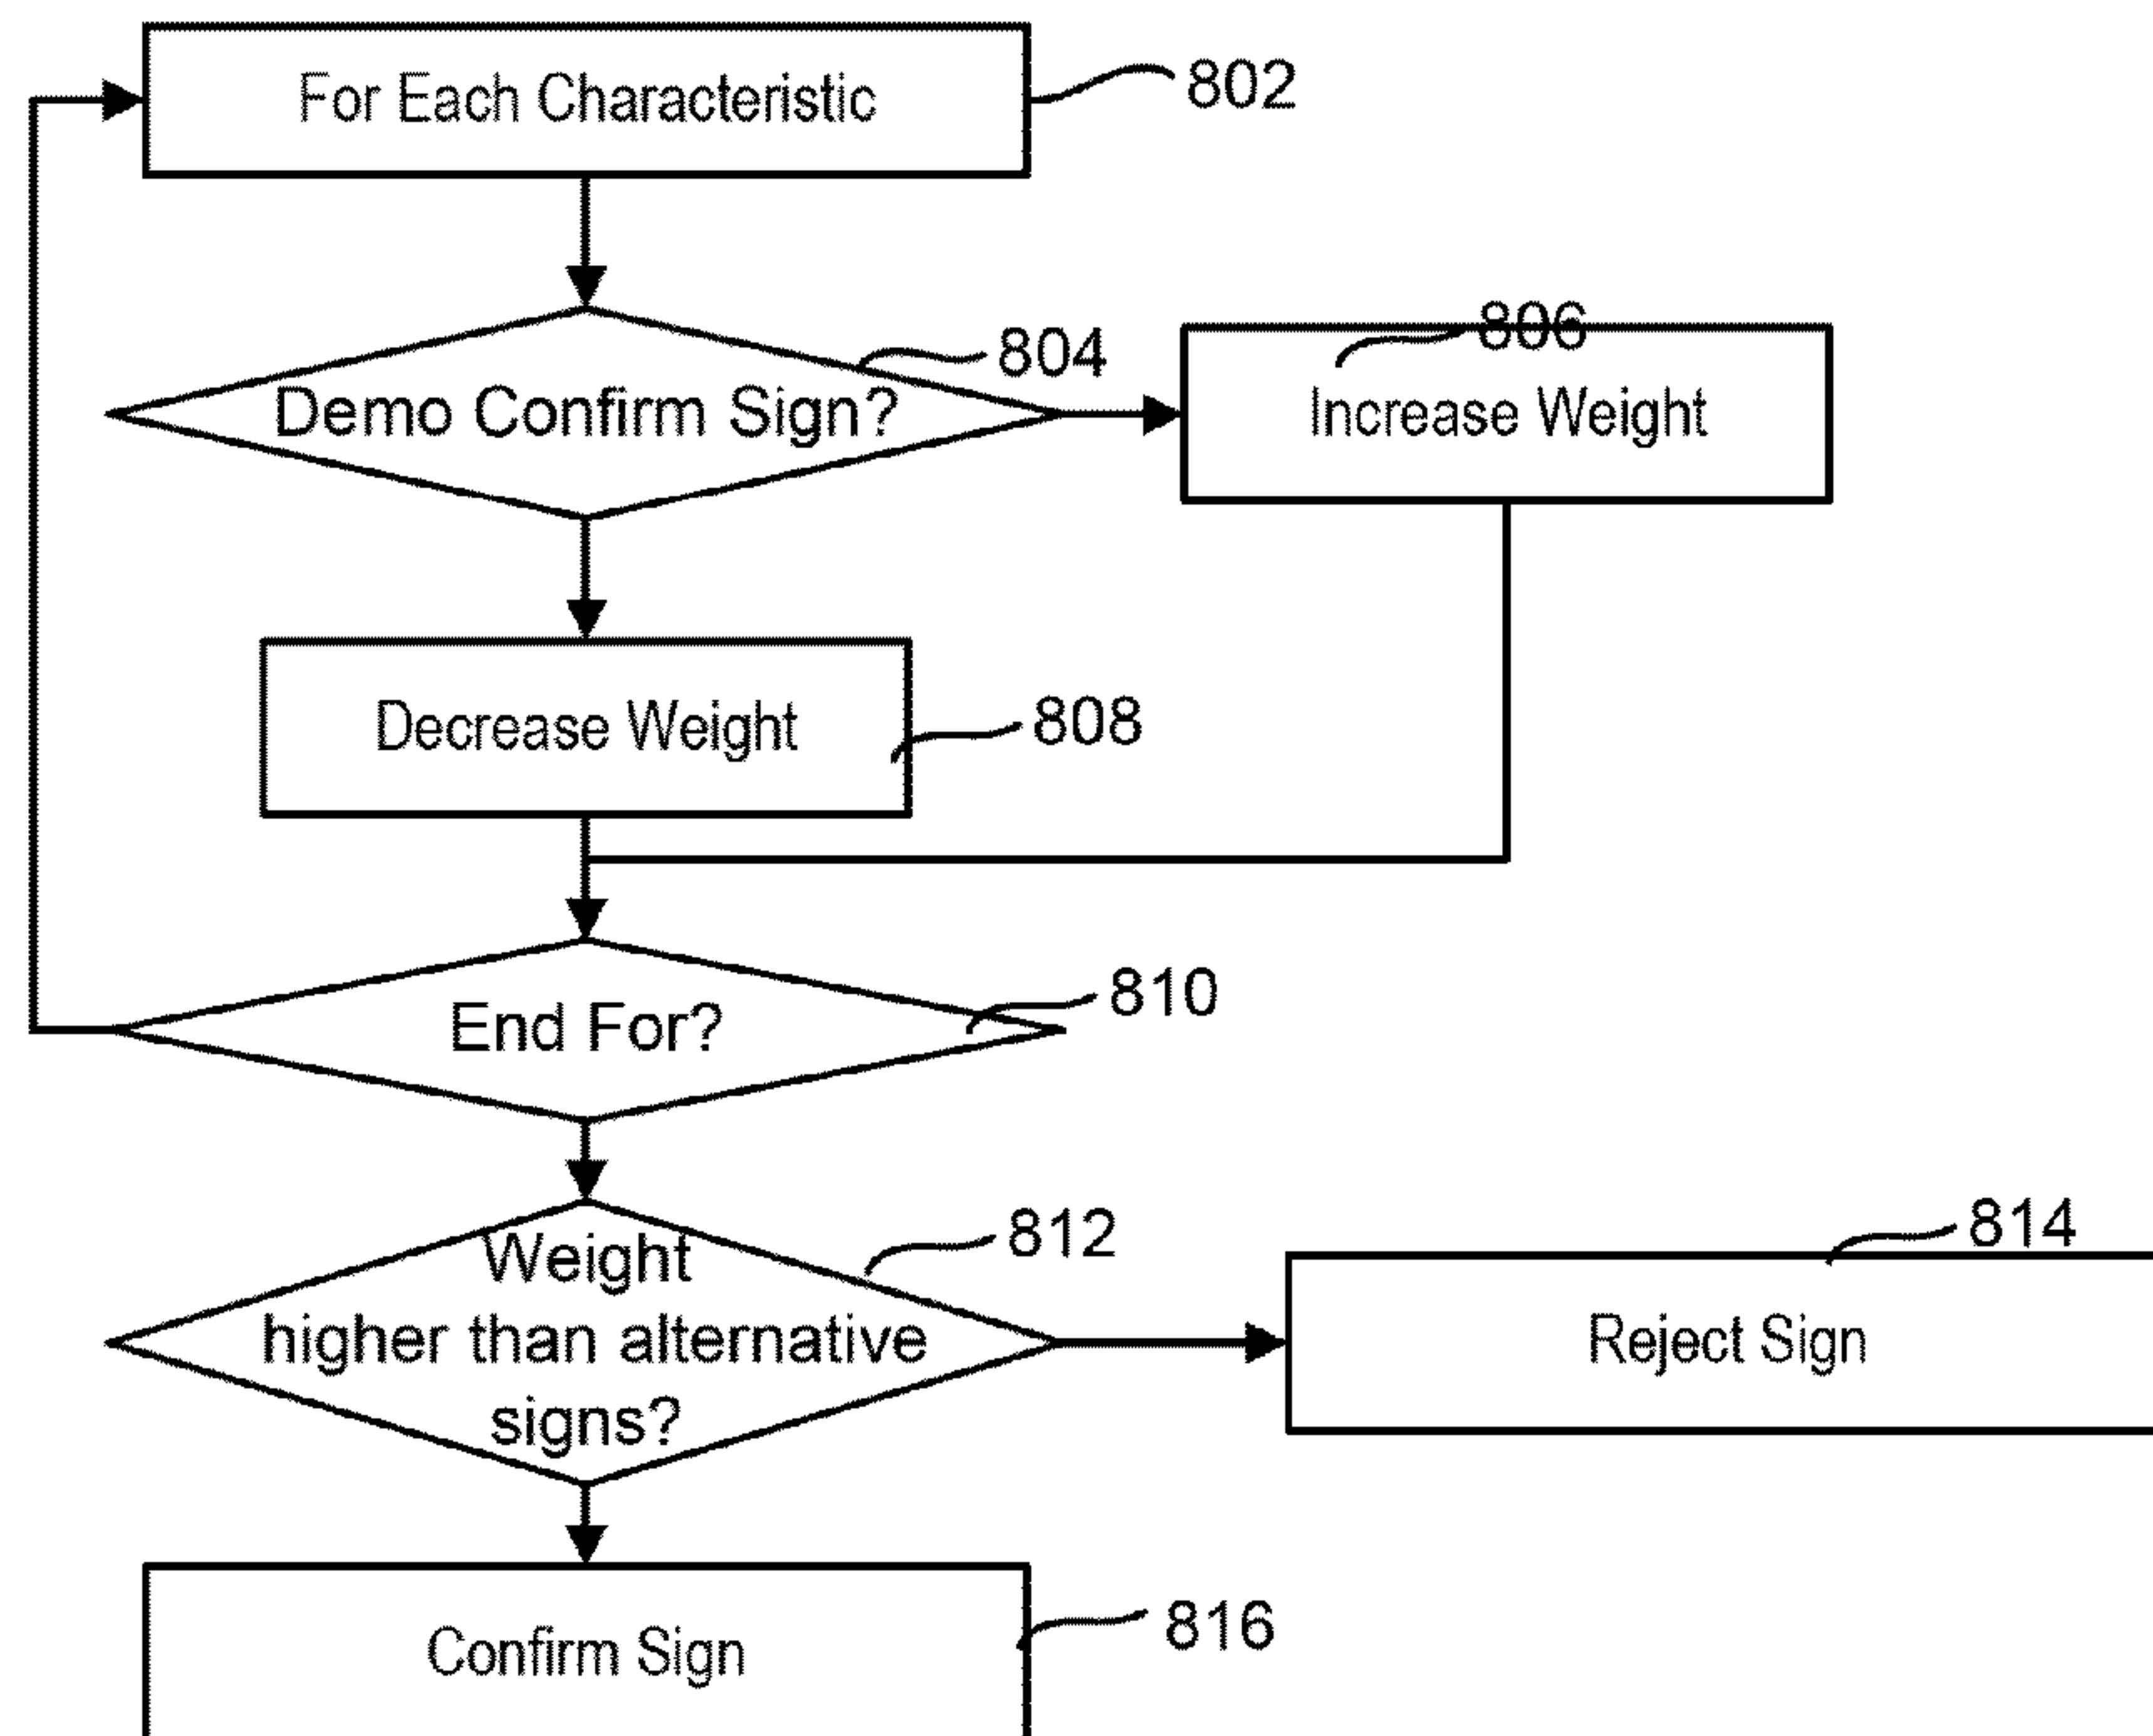 For Each Characteristic
802
804
806
Demo Confirm Sign?
Increase Weight
Decrease Weight
808
810
End For?
812
814
Weight
higher than alternative
signs?
Reject Sign
816
Confirm Sign